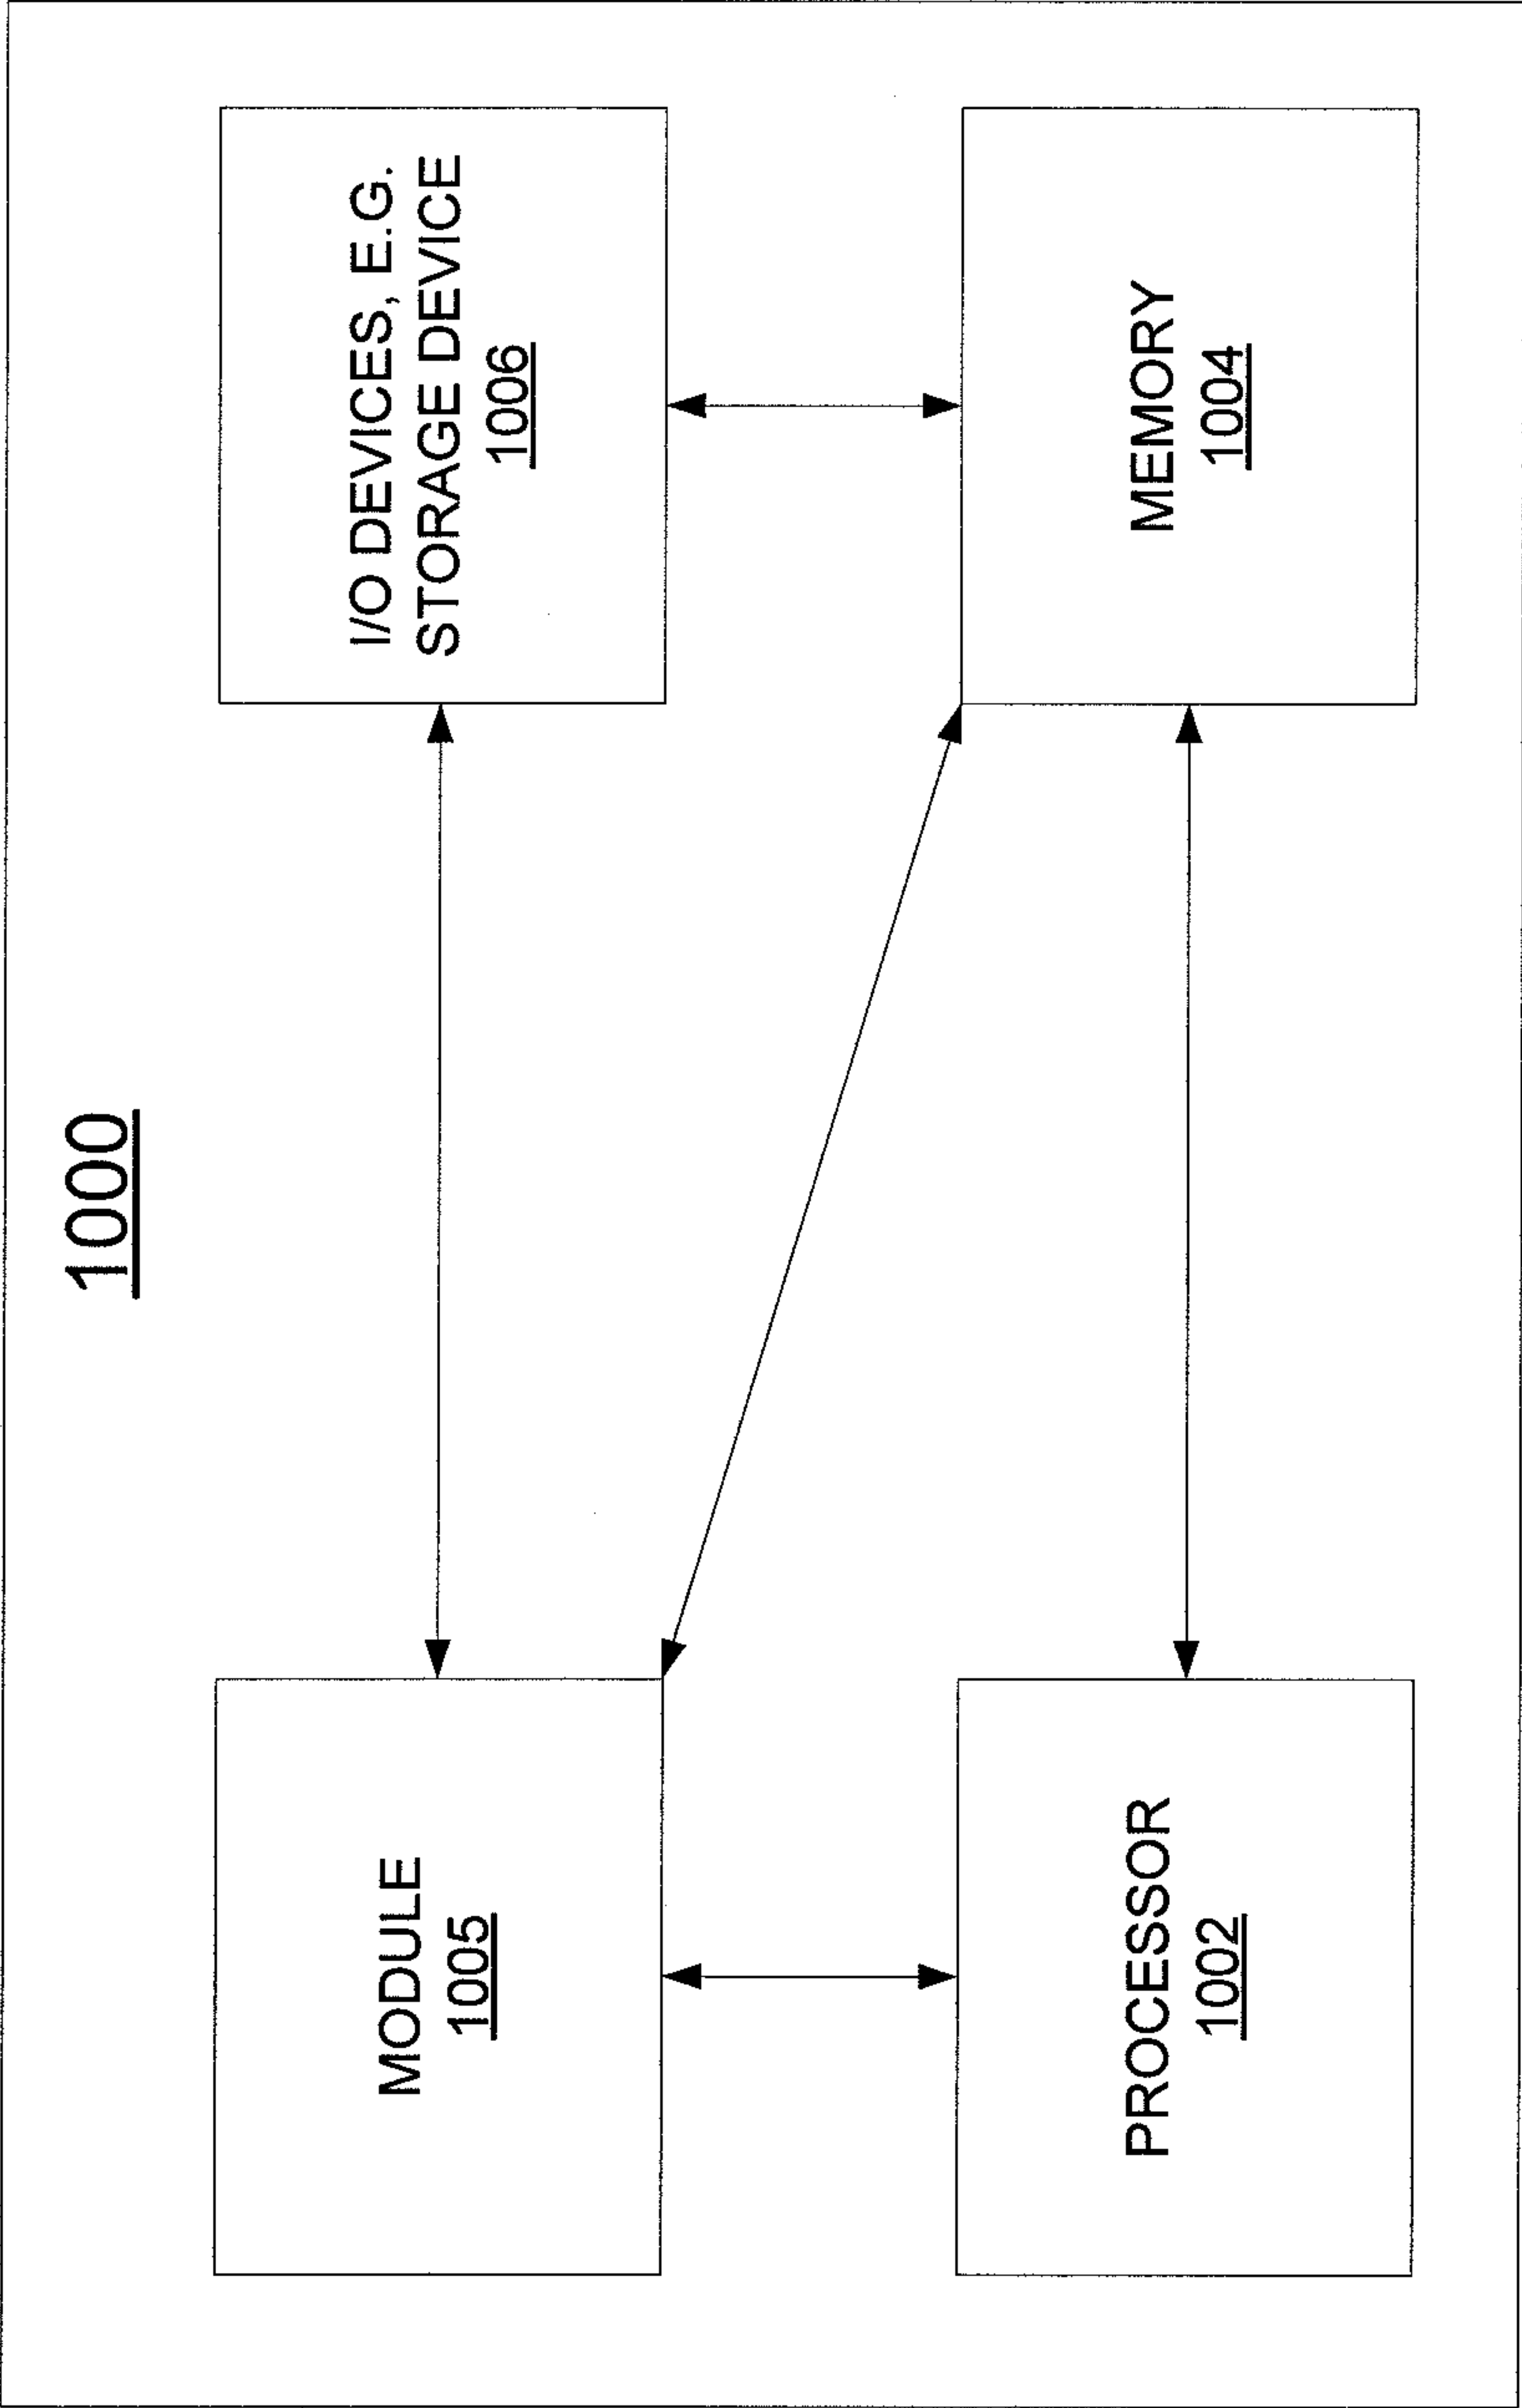 1000
MODULE
1005
I/O DEVICES, E.G.
STORAGE DEVICE
1006
PROCESSOR
1002
MEMORY
1004